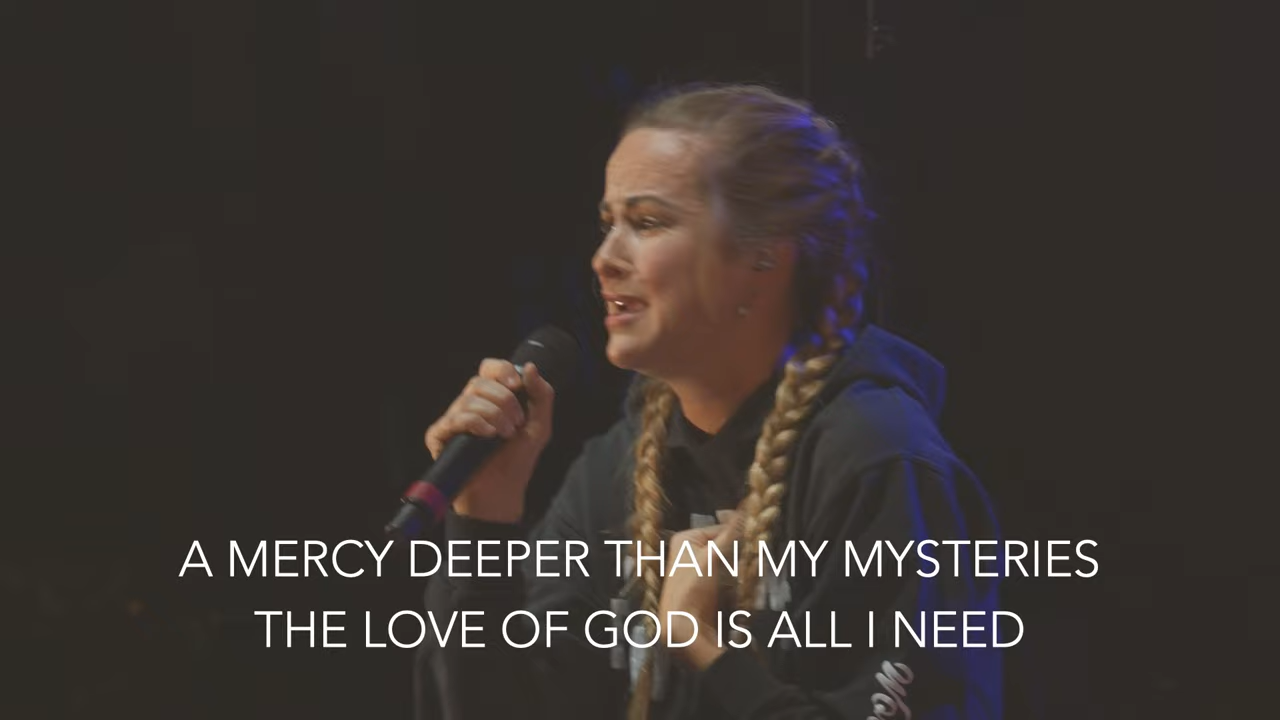 A MERCY DEEPER THAN MY MYSTERIES
THE LOVE OF GOD IS ALL I NEED